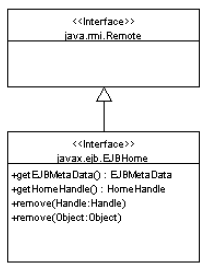 <<Interface>>
java.rmi.Remote
<<Interface>>
javax.ejb.EJBHome
+getEJBMetaData() : EJBMetaData
+getHomeHandle() : HomeHandle
+remove(Handle:Handle)
+remove(Object:Object)